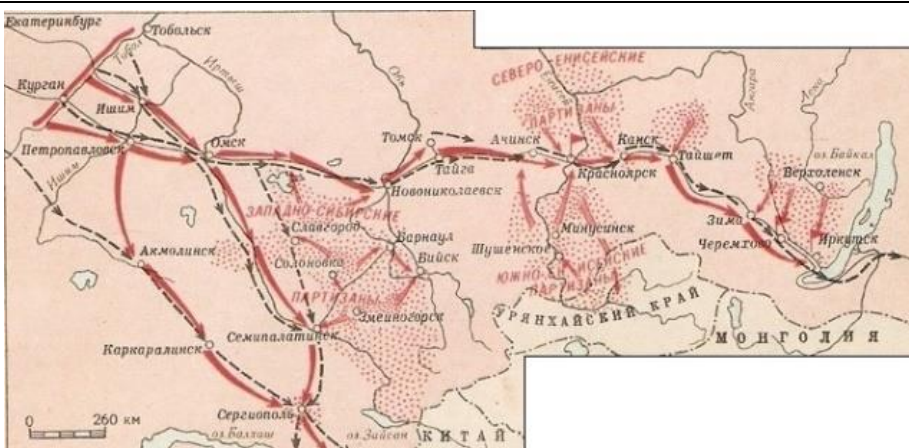 Екатеринбург
Тобольск
Тобол
Иртыш
Обь
СЕВЕРО-ЕНИСЕЙСКИЕ
ПАРТИЗАНЫ
Енисей
Ангара
Лена
Курган
Ишим
Омск
Томск
Ачинск
Канск
оз. Байкал
Петропавловск
Тайга
Тайшет
Верхоленск
Ишим
Новониколаевск
Красноярск
ЗАПАДНО-СИБИРСКИЕ
Славгород
Минусинск
Зима
Акмолинск
Барнаул
Шушенское
Черемхово
Иркутск
Солоновка
Бийск
ЮЖНО-ЕНИСЕЙСКИЕ
ПАРТИЗАНЫ
ПАРТИЗАНЫ
Змеиногорск
УРЯНХАЙСКИЙ КРАЙ
Семипалатинск
МОНГОЛИЯ
Каркаралинск
0 260 км
Сергиополь
оз. Балхаш
оз. Зайсан
КИТАЙ